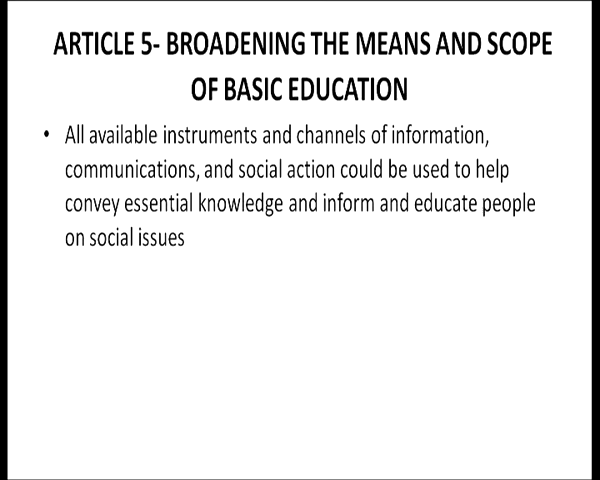 ARTICLE 5- BROADENING THE MEANS AND SCOPE
OF BASIC EDUCATION
• All available instruments and channels of information,
communications, and social action could be used to help
convey essential knowledge and inform and educate people
on social issues